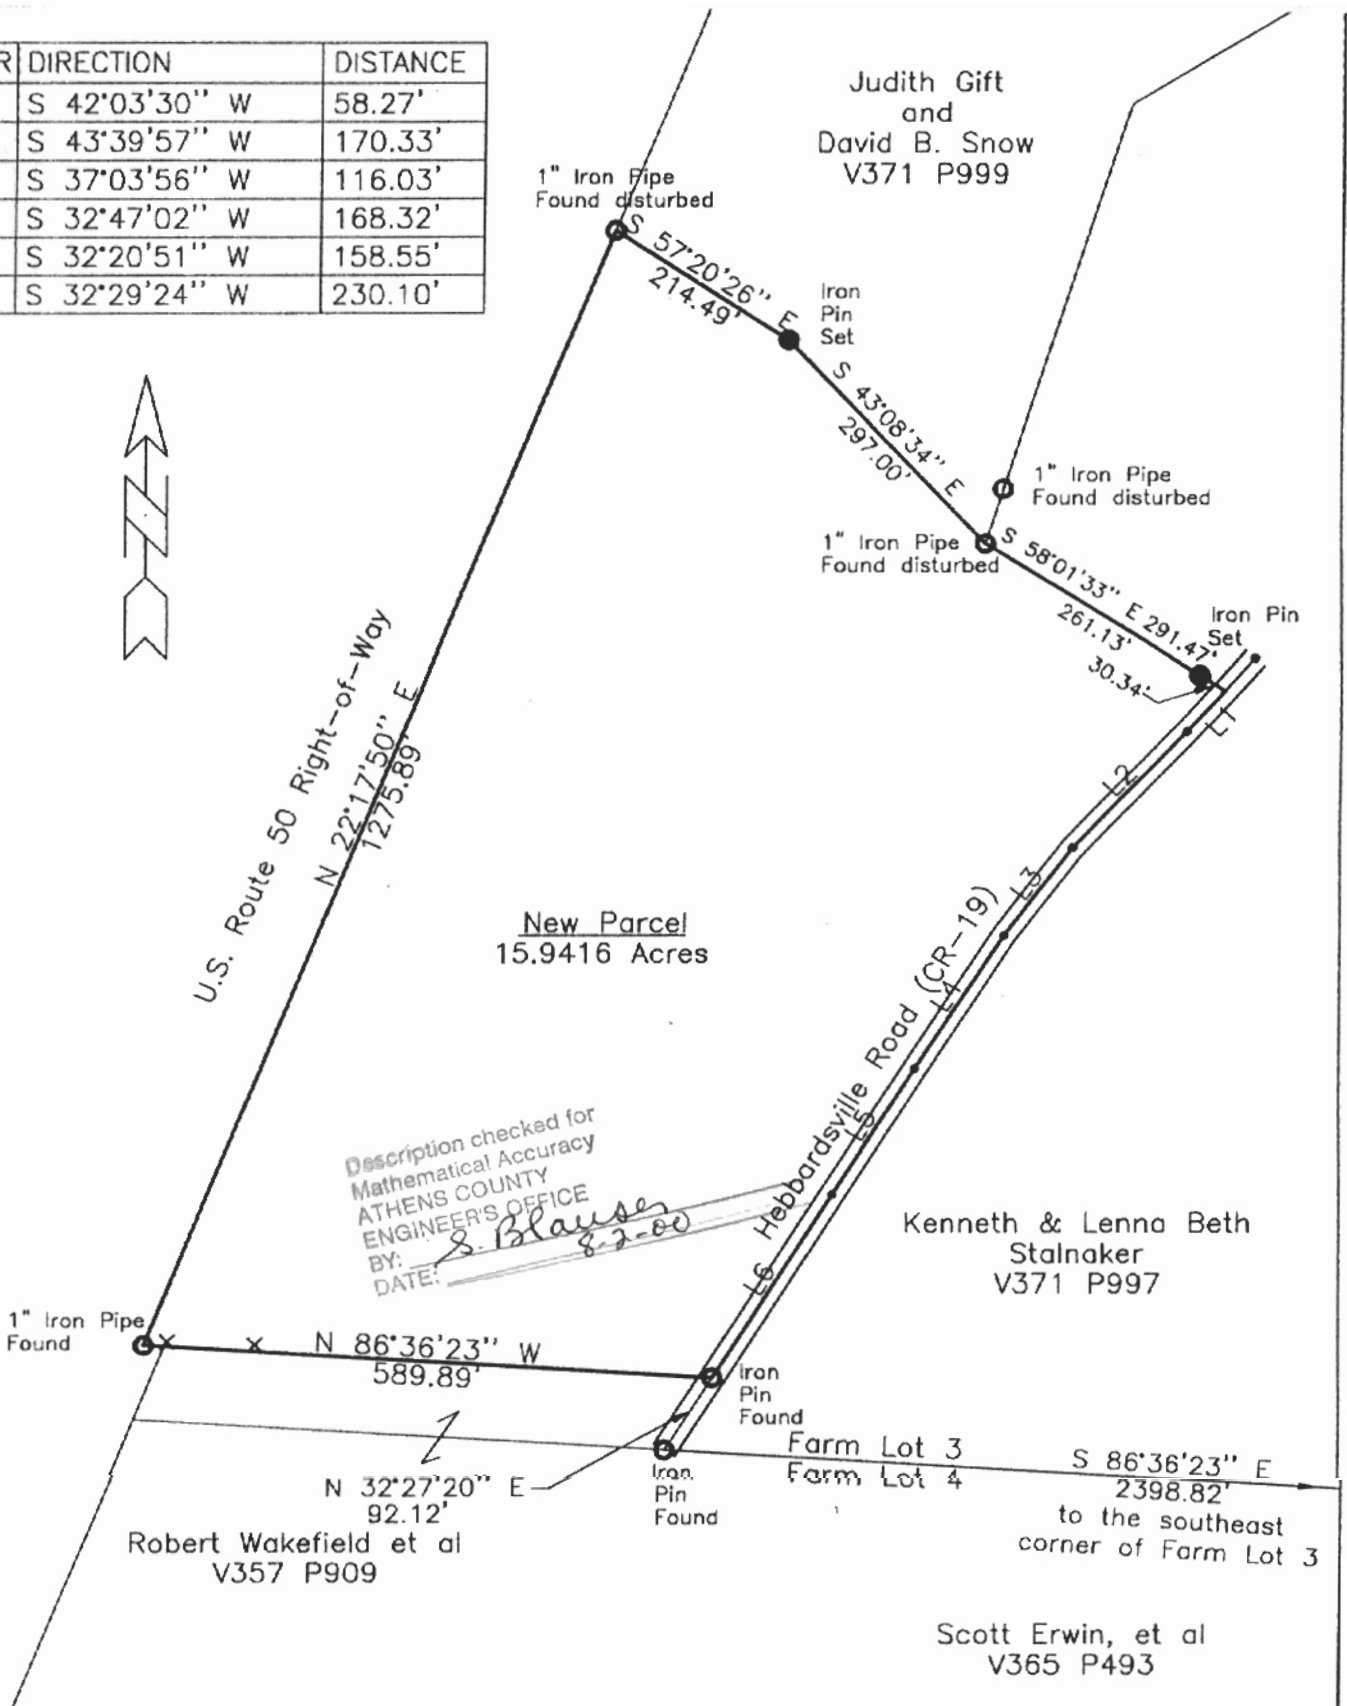 R DIRECTION DISTANCE
S 42°03'30" W 58.27'
S 43°39'57" W 170.33'
S 37°03'56" W 116.03'
S 32°47'02" W 168.32'
S 32°20'51" W 158.55'
S 32°29'24" W 230.10'
Judith Gift
and
David B. Snow
V371 P999
1" Iron Pipe
Found disturbed
S 57°20'26" E
214.49'
Iron
Pin
Set
S 43°08'34" E
297.00'
1" Iron Pipe
Found disturbed
1" Iron Pipe
Found disturbed
S 58°01'33" E 291.47'
261.13'
30.34'
Iron Pin
Set
N
L1
L2
L3
L4
L5
L6
Hebbardsville Road (CR-19)
U.S. Route 50 Right-of-Way
N 22°17'50" E
1275.89'
New Parcel
15.9416 Acres
Description checked for
Mathematical Accuracy
ATHENS COUNTY
ENGINEER'S OFFICE
BY: S. Blauser
DATE: 8-2-00
Kenneth & Lenna Beth
Stalnaker
V371 P997
1" Iron Pipe
Found
N 86°36'23" W
589.89'
Iron
Pin
Found
Iron
Pin
Found
Farm Lot 3
Farm Lot 4
S 86°36'23" E
2398.82'
to the southeast
corner of Farm Lot 3
N 32°27'20" E
92.12'
Robert Wakefield et al
V357 P909
Scott Erwin, et al
V365 P493